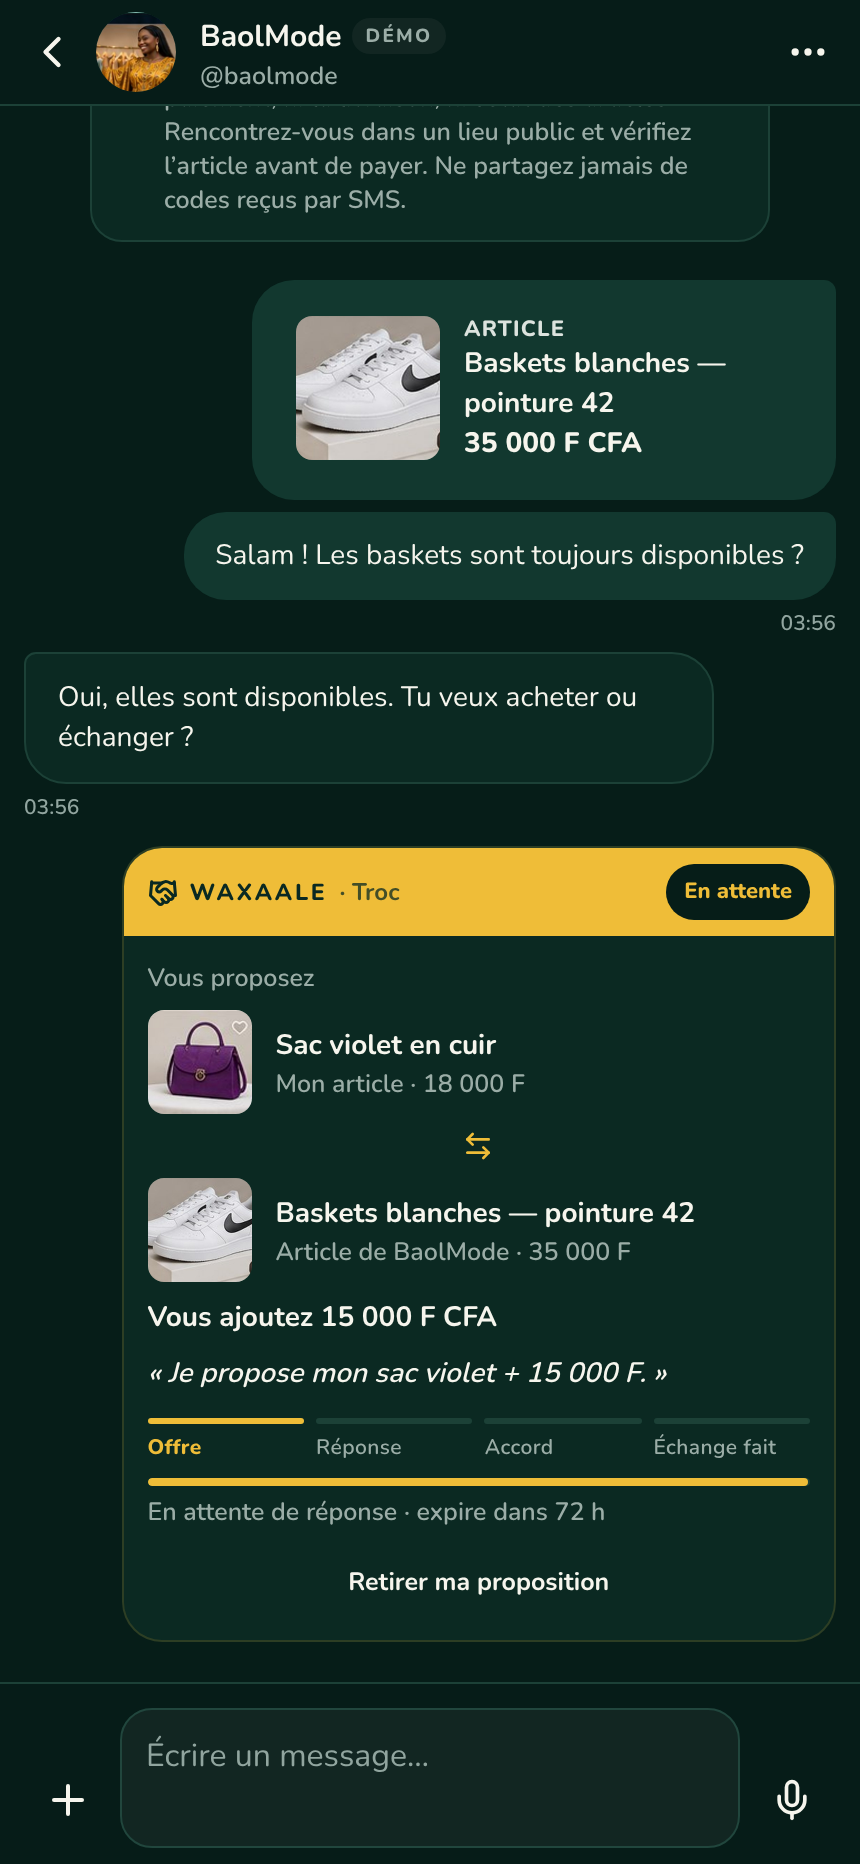 BaolMode DÉMO
@baolmode
Rencontrez-vous dans un lieu public et vérifiez
l’article avant de payer. Ne partagez jamais de
codes reçus par SMS.
ARTICLE
Baskets blanches —
pointure 42
35 000 F CFA
Salam ! Les baskets sont toujours disponibles ?
03:56
Oui, elles sont disponibles. Tu veux acheter ou
échanger ?
03:56
WAXAALE · Troc En attente
Vous proposez
Sac violet en cuir
Mon article · 18 000 F
Baskets blanches — pointure 42
Article de BaolMode · 35 000 F
Vous ajoutez 15 000 F CFA
« Je propose mon sac violet + 15 000 F. »
Offre Réponse Accord Échange fait
En attente de réponse · expire dans 72 h
Retirer ma proposition
Écrire un message...